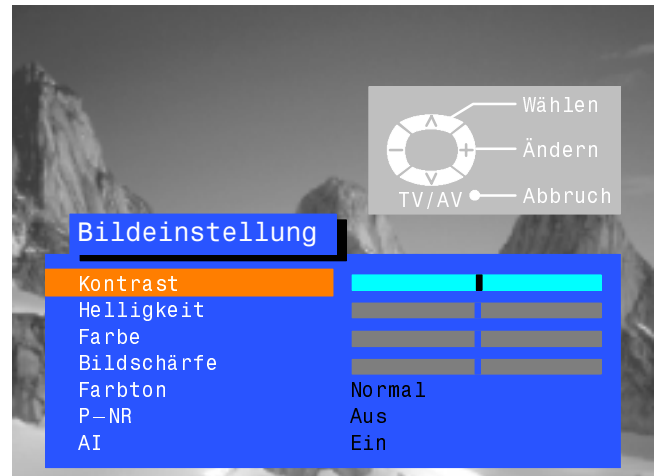 Wählen
Ändern
TV/AV Abbruch
Bildeinstellung
Kontrast
Helligkeit
Farbe
Bildschärfe
Farbton Normal
P–NR Aus
AI Ein